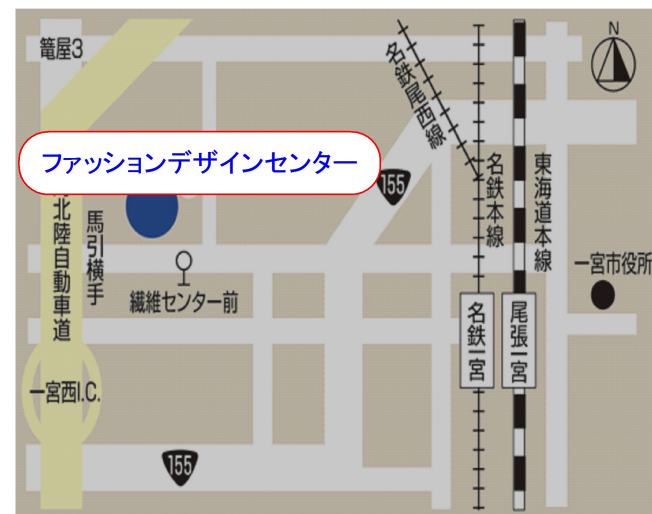 N
籠屋3
名鉄尾西線
ファッションデザインセンター
155
名鉄本線
東海道本線
北陸自動車道
馬引横手
一宮市役所
繊維センター前
名鉄一宮
尾張一宮
一宮西I.C.
155